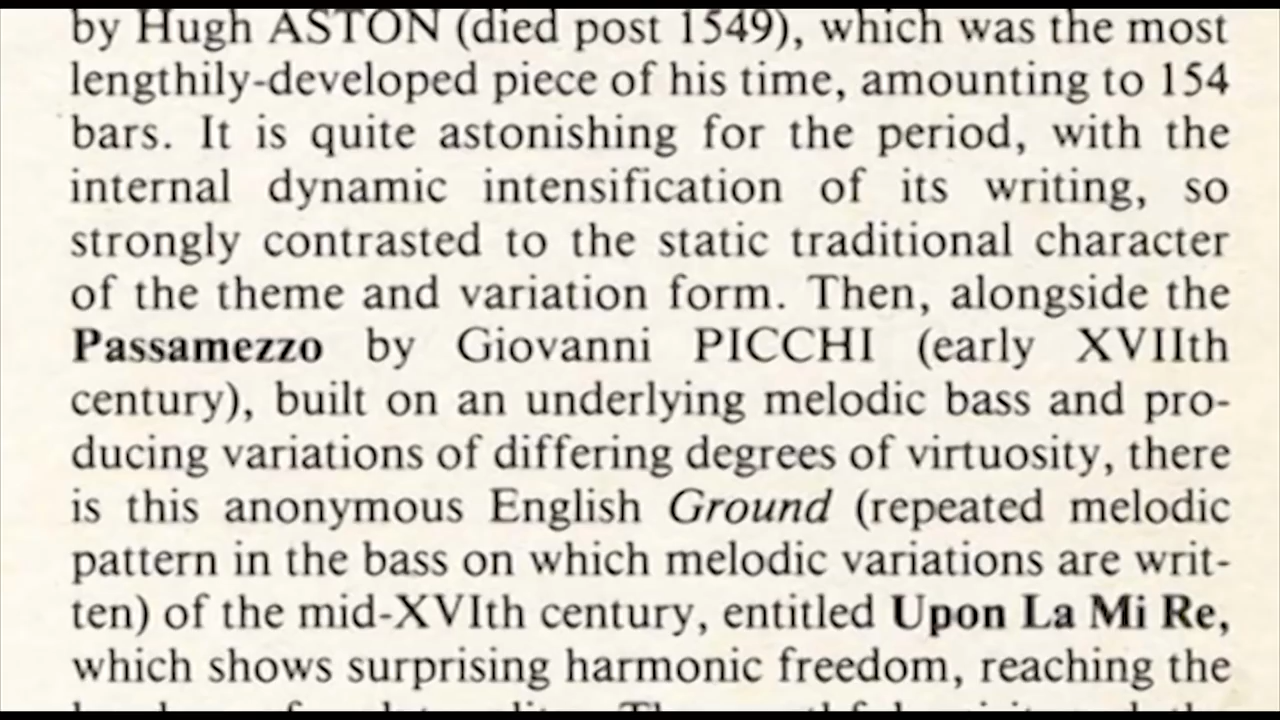 by Hugh ASTON (died post 1549), which was the most
lengthily-developed piece of his time, amounting to 154
bars. It is quite astonishing for the period, with the
internal dynamic intensification of its writing, so
strongly contrasted to the static traditional character
of the theme and variation form. Then, alongside the
Passamezzo by Giovanni PICCHI (early XVIIth
century), built on an underlying melodic bass and pro-
ducing variations of differing degrees of virtuosity, there
is this anonymous English Ground (repeated melodic
pattern in the bass on which melodic variations are writ-
ten) of the mid-XVIth century, entitled Upon La Mi Re,
which shows surprising harmonic freedom, reaching the